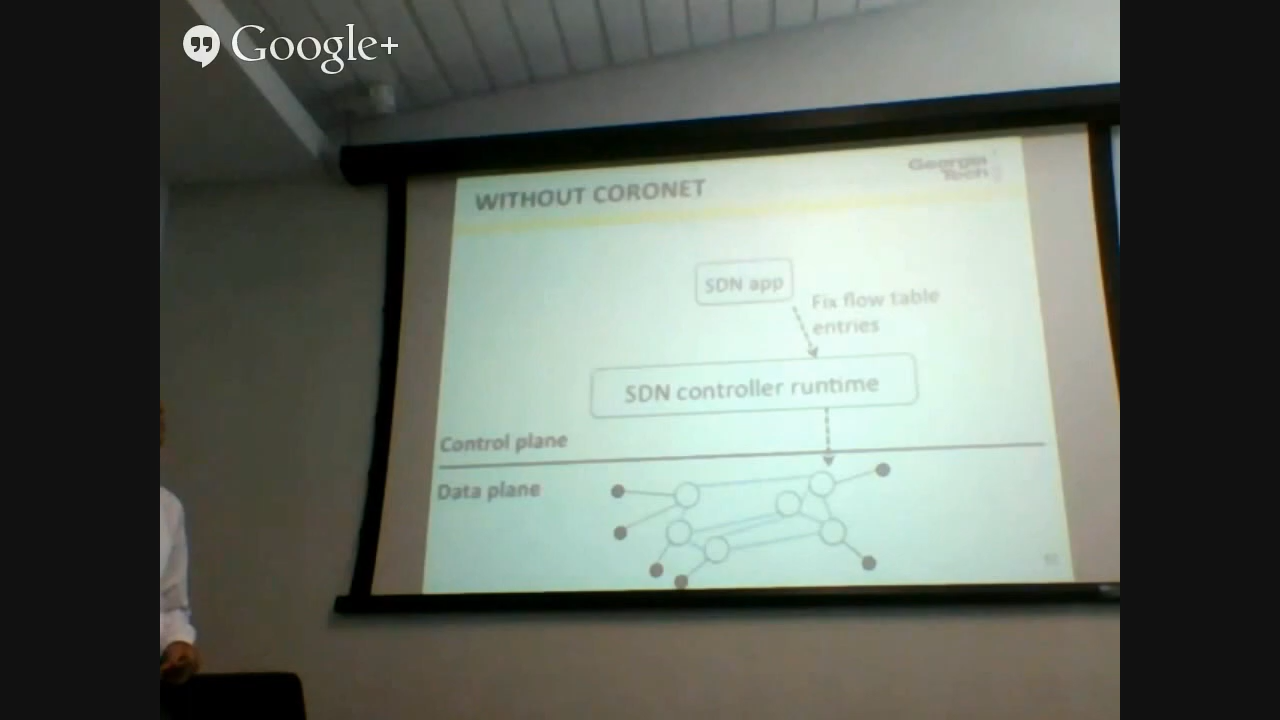 Google+
WITHOUT CORONET
Georgia
Tech
SDN app
Fix flow table
entries
SDN controller runtime
Control plane
Data plane